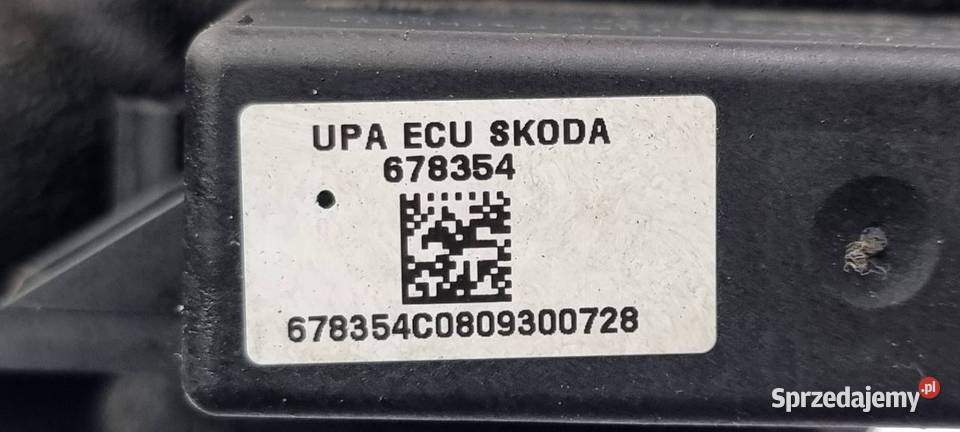 UPA ECU SKODA
678354
678354C0809300728
Sprzedajemy.pl